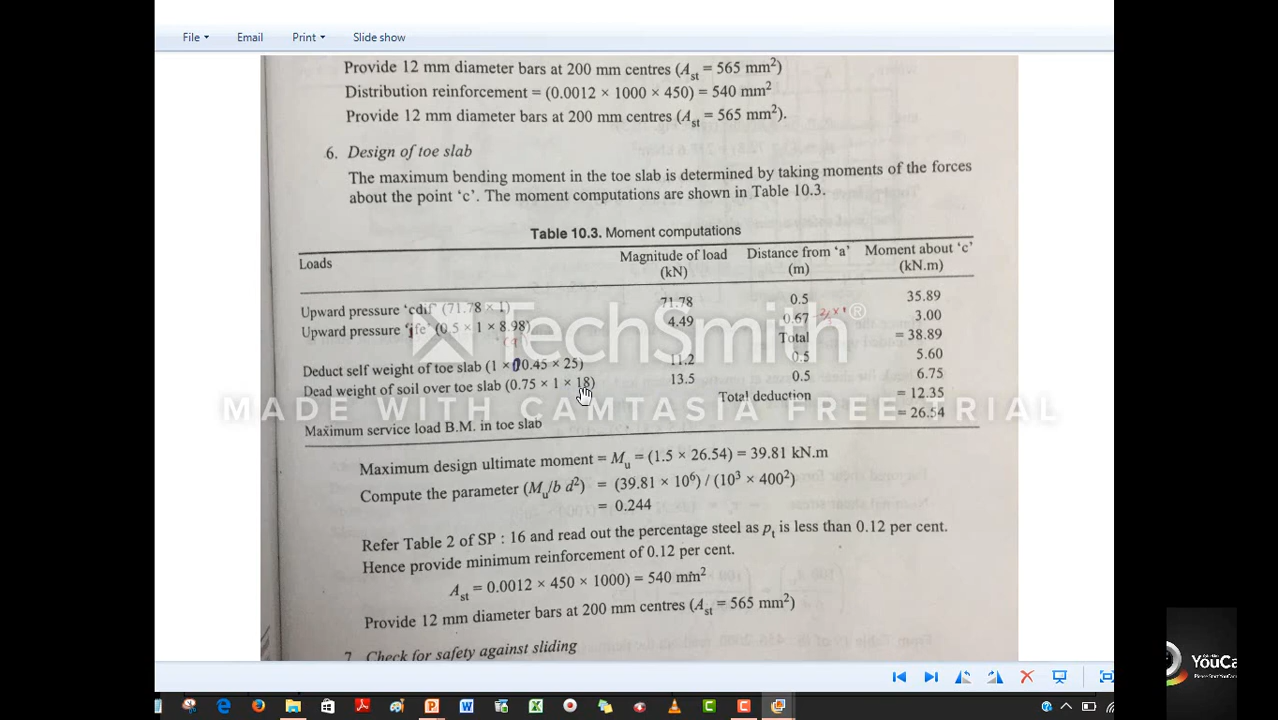 File Email Print Slide show
Provide 12 mm diameter bars at 200 mm centres (Ast = 565 mm²)
Distribution reinforcement = (0.0012 × 1000 × 450) = 540 mm²
Provide 12 mm diameter bars at 200 mm centres (Ast = 565 mm²).
6. Design of toe slab
The maximum bending moment in the toe slab is determined by taking moments of the forces
about the point ‘c’. The moment computations are shown in Table 10.3.
Table 10.3. Moment computations
Loads Magnitude of load (kN) Distance from ‘a’ (m) Moment about ‘c’ (kN.m)
Upward pressure ‘cdif’ (71.78 × 1) 71.78 0.5 35.89
Upward pressure ‘jfe’ (0.5 × 1 × 8.98) 4.49 0.67 3.00
Total = 38.89
Deduct self weight of toe slab (1 × 0.45 × 25) 11.2 0.5 5.60
Dead weight of soil over toe slab (0.75 × 1 × 18) 13.5 0.5 6.75
Total deduction = 12.35
Maximum service load B.M. in toe slab = 26.54
TechSmith®
MADE WITH CAMTASIA FREE TRIAL
Maximum design ultimate moment = Mu = (1.5 × 26.54) = 39.81 kN.m
Compute the parameter (Mu/b d²) = (39.81 × 10⁶) / (10³ × 400²)
= 0.244
Refer Table 2 of SP : 16 and read out the percentage steel as pt is less than 0.12 per cent.
Hence provide minimum reinforcement of 0.12 per cent.
Ast = 0.0012 × 450 × 1000) = 540 mm²
Provide 12 mm diameter bars at 200 mm centres (Ast = 565 mm²)
7 Check for safety against sliding